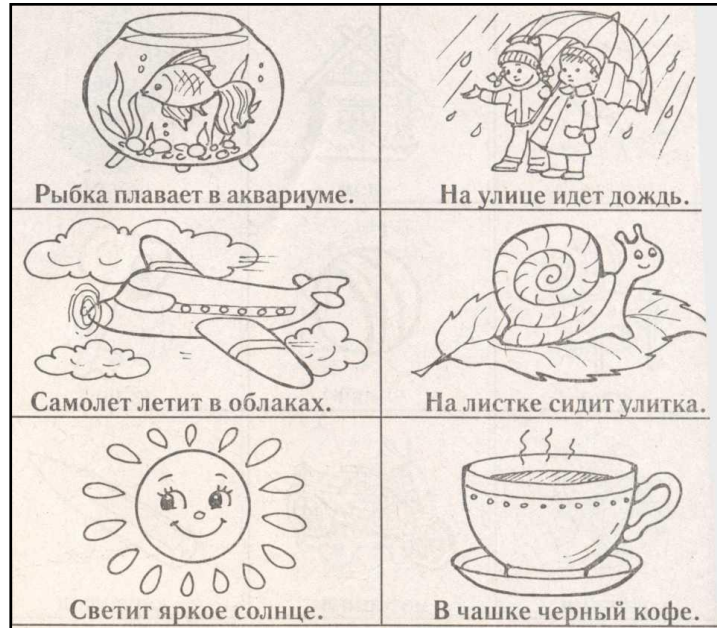 Рыбка плавает в аквариуме.
На улице идет дождь.
Самолет летит в облаках.
На листке сидит улитка.
Светит яркое солнце.
В чашке черный кофе.